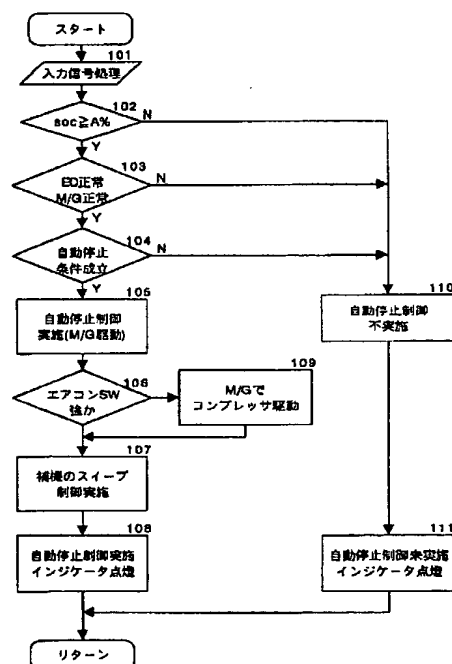 スタート
101
入力信号処理
102
soc≧A%
N
Y
103
EO正常
M/G正常
N
Y
104
自動停止
条件成立
N
Y
105
自動停止制御
実施(M/G駆動)
110
自動停止制御
不実施
106
エアコンSW
強か
109
M/Gで
コンプレッサ駆動
107
補機のスイープ
制御実施
108
自動停止制御実施
インジケータ点燈
111
自動停止制御未実施
インジケータ点燈
リターン